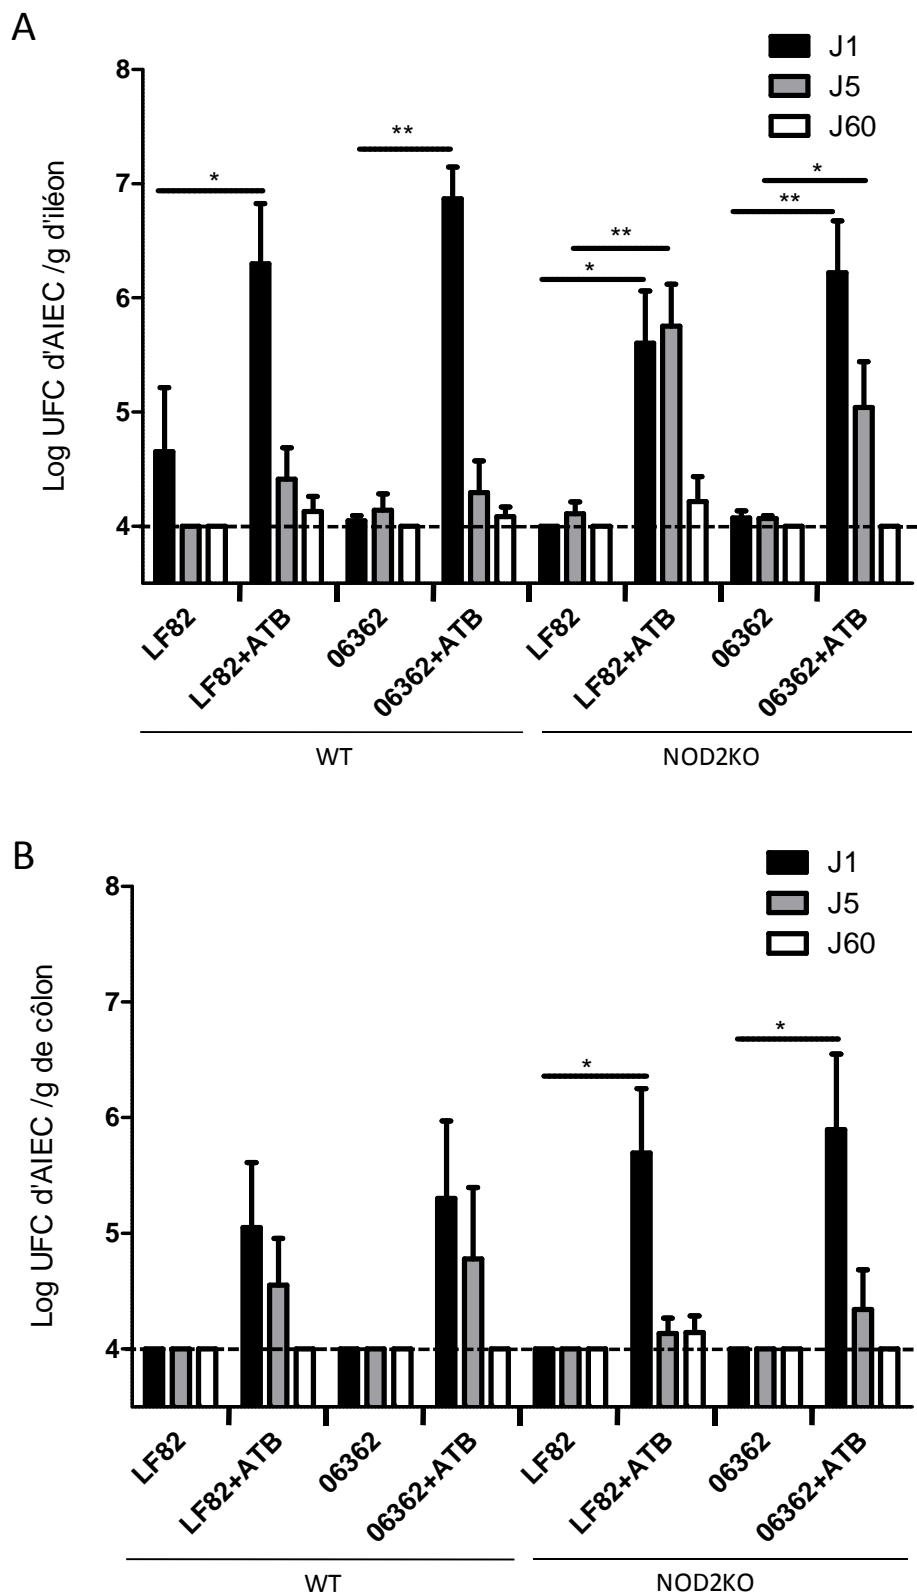 A
J1
J5
J60
Log UFC d'AIEC /g d'iléon
8
7
6
5
4
*
**
**
*
*
**
LF82
LF82+ATB
06362
06362+ATB
LF82
LF82+ATB
06362
06362+ATB
WT
NOD2KO
B
J1
J5
J60
Log UFC d'AIEC /g de côlon
8
7
6
5
4
*
*
LF82
LF82+ATB
06362
06362+ATB
LF82
LF82+ATB
06362
06362+ATB
WT
NOD2KO